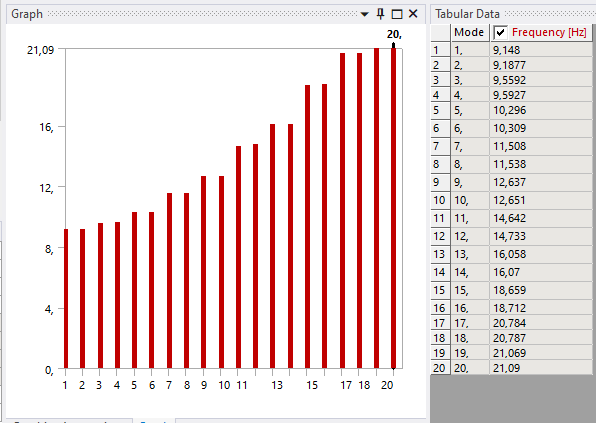 Graph
20,
21,09
16,
12,
8,
4,
0,
1 2 3 4 5 6 7 8 9 10 11 13 15 17 18 20
Tabular Data
Mode Frequency [Hz]
1 1, 9,148
2 2, 9,1877
3 3, 9,5592
4 4, 9,5927
5 5, 10,296
6 6, 10,309
7 7, 11,508
8 8, 11,538
9 9, 12,637
10 10, 12,651
11 11, 14,642
12 12, 14,733
13 13, 16,058
14 14, 16,07
15 15, 18,659
16 16, 18,712
17 17, 20,784
18 18, 20,787
19 19, 21,069
20 20, 21,09